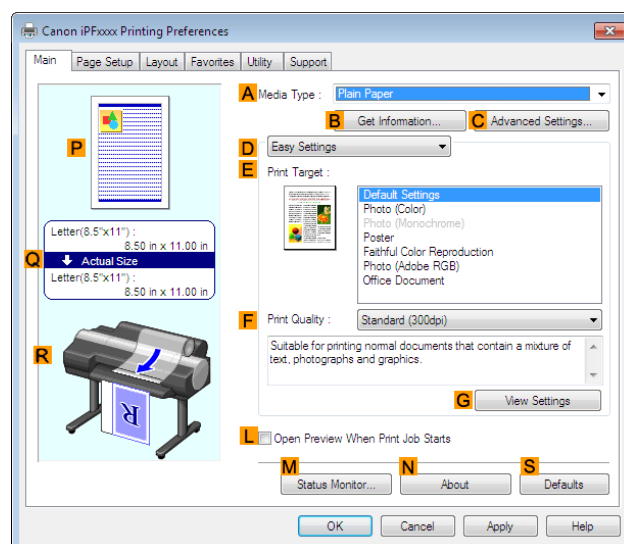 Canon iPFxxxx Printing Preferences
Main Page Setup Layout Favorites Utility Support
A Media Type : Plain Paper
B Get Information... C Advanced Settings...
D Easy Settings
E Print Target :
P
Default Settings
Photo (Color)
Photo (Monochrome)
Poster
Faithful Color Reproduction
Photo (Adobe RGB)
Office Document
Letter(8.5"x11") :
8.50 in x 11.00 in
Q Actual Size
Letter(8.5"x11") :
8.50 in x 11.00 in
F Print Quality : Standard (300dpi)
Suitable for printing normal documents that contain a mixture of
text, photographs and graphics.
R
R
G View Settings
L Open Preview When Print Job Starts
M Status Monitor... N About S Defaults
OK Cancel Apply Help